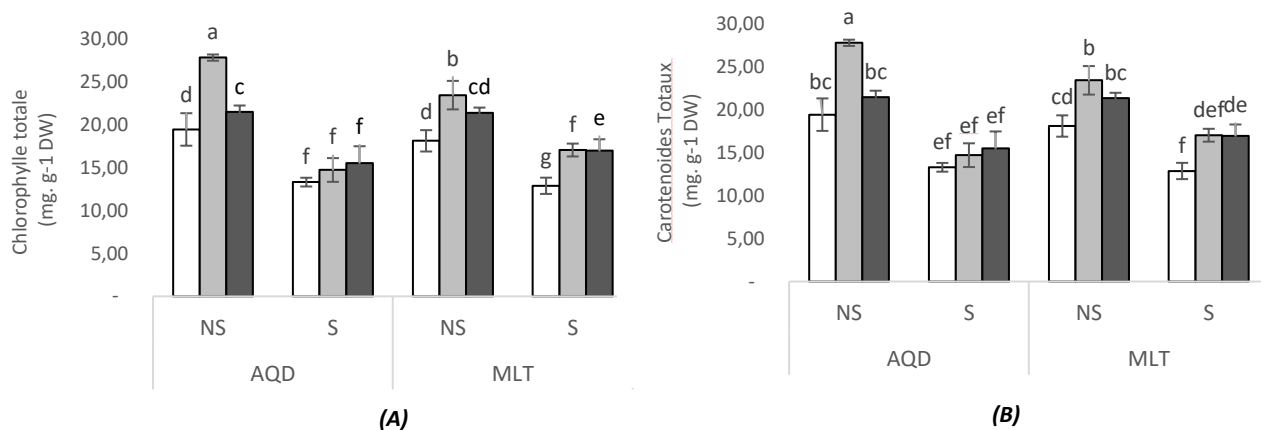 Chlorophylle totale
(mg. g-1 DW)
30,00
25,00
20,00
15,00
10,00
5,00
-
d
a
c
f
f
f
d
b
cd
g
f
e
NS
S
NS
S
AQD
MLT
(A)
Carotenoides Totaux
(mg. g-1 DW)
30,00
25,00
20,00
15,00
10,00
5,00
-
bc
a
bc
ef
ef
ef
cd
b
bc
f
def
de
NS
S
NS
S
AQD
MLT
(B)